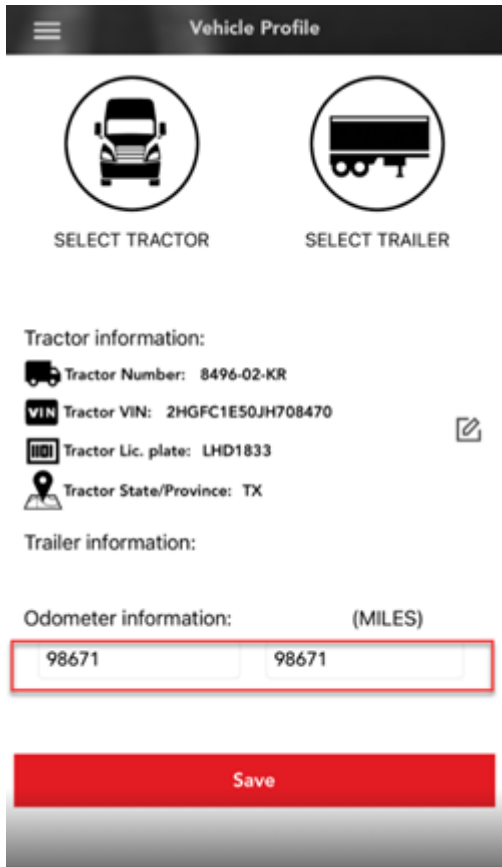 Vehicle Profile
SELECT TRACTOR
SELECT TRAILER
Tractor information:
Tractor Number: 8496-02-KR
VIN Tractor VIN: 2HGFC1E50JH708470
Tractor Lic. plate: LHD1833
Tractor State/Province: TX
Trailer information:
Odometer information: (MILES)
98671 98671
Save